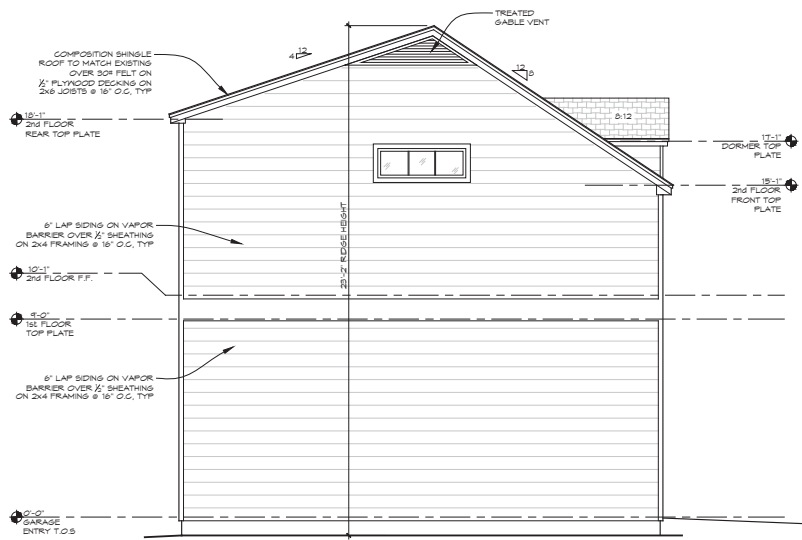 TREATED
GABLE VENT
12
4
COMPOSITION SHINGLE
ROOF TO MATCH EXISTING
OVER 30# FELT ON
½" PLYWOOD DECKING ON
2x6 JOISTS @ 16" O.C, TYP
12
8
18'-1"
2nd FLOOR
REAR TOP PLATE
8:12
17'-1"
DORMER TOP
PLATE
15'-1"
2nd FLOOR
FRONT TOP
PLATE
23'-2" RIDGE HEIGHT
6" LAP SIDING ON VAPOR
BARRIER OVER ½" SHEATHING
ON 2x4 FRAMING @ 16" O.C, TYP
10'-1"
2nd FLOOR F.F.
9'-0"
1st FLOOR
TOP PLATE
6" LAP SIDING ON VAPOR
BARRIER OVER ½" SHEATHING
ON 2x4 FRAMING @ 16" O.C, TYP
0'-0"
GARAGE
ENTRY T.O.S